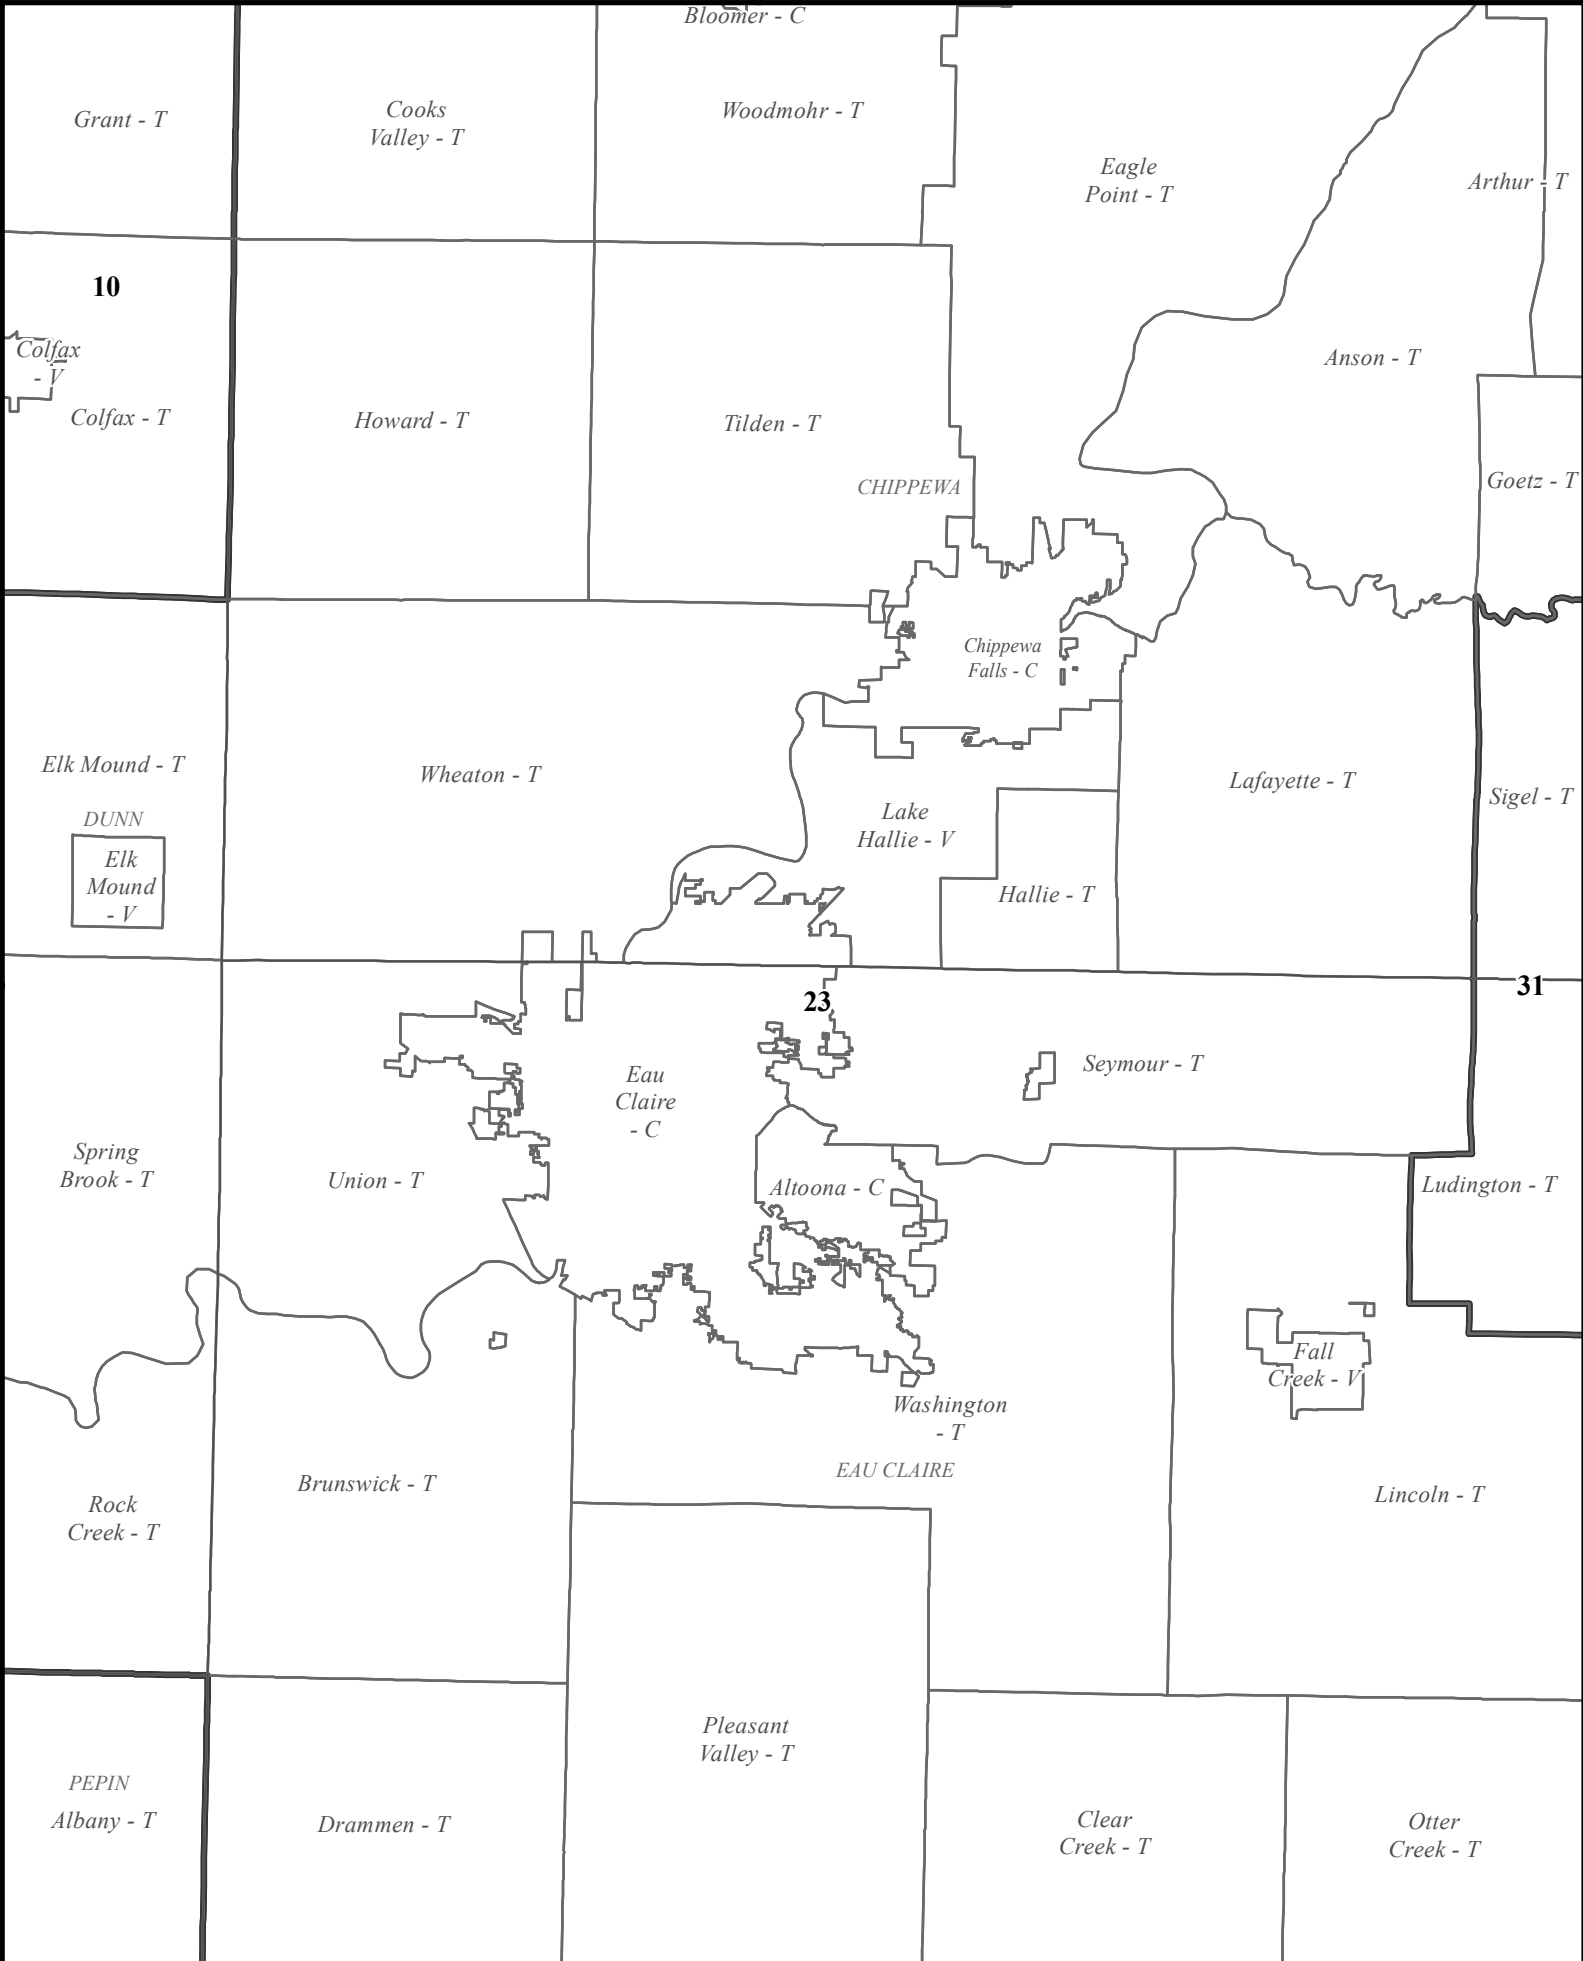 Bloomer - C
Grant - T
Cooks
Valley - T
Woodmohr - T
Eagle
Point - T
Arthur - T
10
Colfax
- V
Colfax - T
Howard - T
Tilden - T
Anson - T
CHIPPEWA
Goetz - T
Chippewa
Falls - C
Elk Mound - T
DUNN
Elk
Mound
- V
Wheaton - T
Lake
Hallie - V
Hallie - T
Lafayette - T
Sigel - T
23
31
Eau
Claire
- C
Seymour - T
Spring
Brook - T
Union - T
Altoona - C
Ludington - T
Fall
Creek - V
Washington
- T
EAU CLAIRE
Rock
Creek - T
Brunswick - T
Lincoln - T
Pleasant
Valley - T
PEPIN
Albany - T
Drammen - T
Clear
Creek - T
Otter
Creek - T